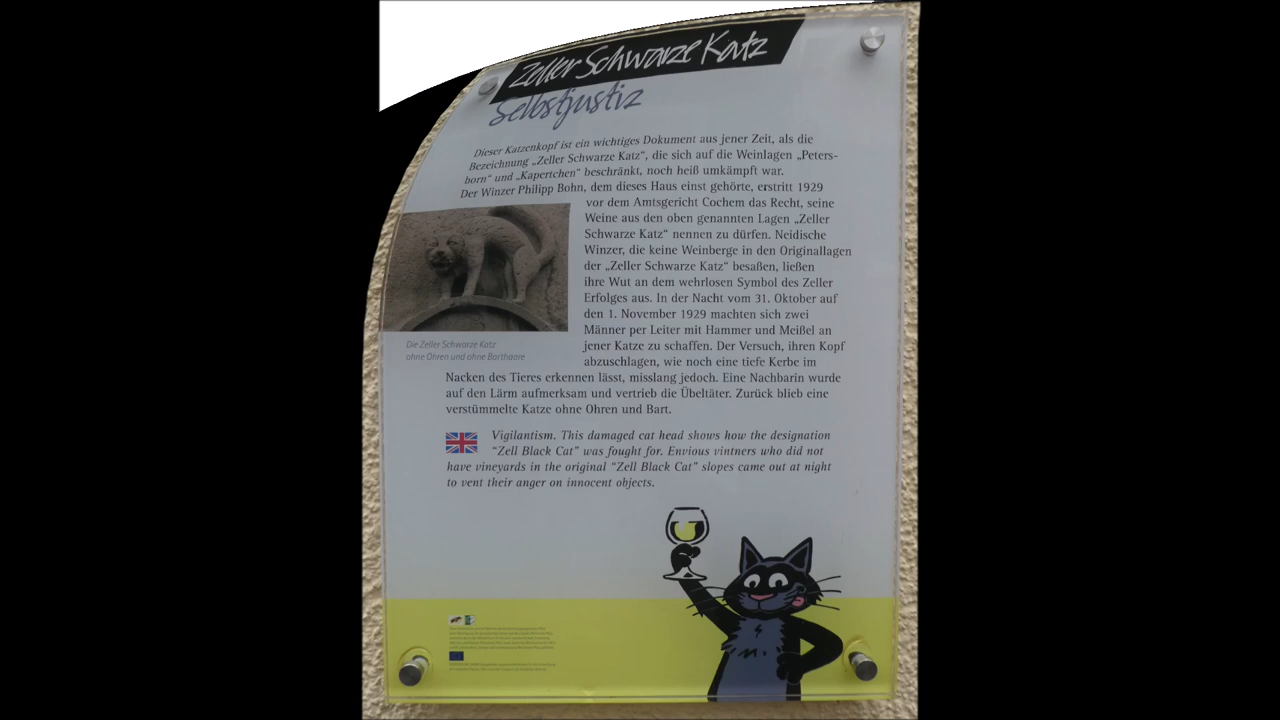 Zeller Schwarze Katz
Selbstjustiz
Dieser Katzenkopf ist ein wichtiges Dokument aus jener Zeit, als die
Bezeichnung „Zeller Schwarze Katz“, die sich auf die Weinlagen „Peters-
born“ und „Kapertchen“ beschränkt, noch heiß umkämpft war.
Der Winzer Philipp Bohn, dem dieses Haus einst gehörte, erstritt 1929
vor dem Amtsgericht Cochem das Recht, seine
Weine aus den oben genannten Lagen „Zeller
Schwarze Katz“ nennen zu dürfen. Neidische
Winzer, die keine Weinberge in den Originallagen
der „Zeller Schwarze Katz“ besaßen, ließen
ihre Wut an dem wehrlosen Symbol des Zeller
Erfolges aus. In der Nacht vom 31. Oktober auf
den 1. November 1929 machten sich zwei
Männer per Leiter mit Hammer und Meißel an
jener Katze zu schaffen. Der Versuch, ihren Kopf
abzuschlagen, wie noch eine tiefe Kerbe im
Nacken des Tieres erkennen lässt, misslang jedoch. Eine Nachbarin wurde
auf den Lärm aufmerksam und vertrieb die Übeltäter. Zurück blieb eine
verstümmelte Katze ohne Ohren und Bart.
Die Zeller Schwarze Katz
ohne Ohren und ohne Barthaare
Vigilantism. This damaged cat head shows how the designation
“Zell Black Cat” was fought for. Envious vintners who did not
have vineyards in the original “Zell Black Cat” slopes came out at night
to vent their anger on innocent objects.